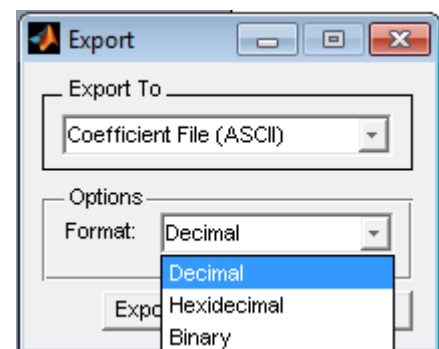 Export
Export To
Coefficient File (ASCII)
Options
Format: Decimal
Decimal
Hexidecimal
Binary